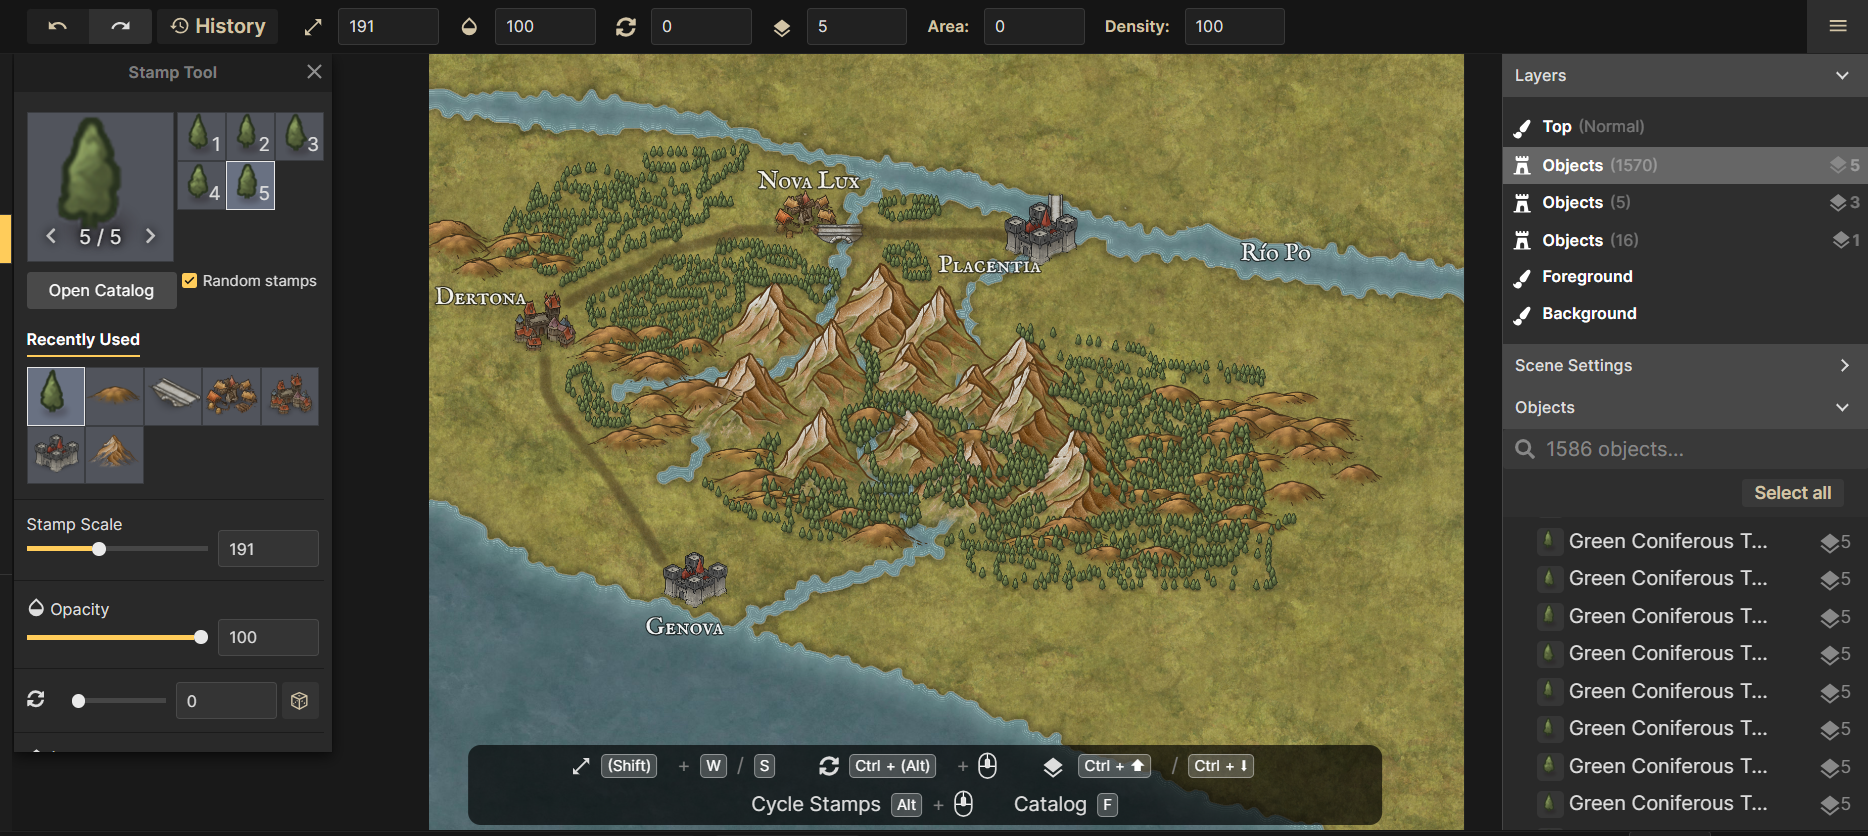 History
191
100
0
5
Area:
0
Density:
100
Stamp Tool
1
2
3
4
5
5 / 5
Open Catalog
Random stamps
Recently Used
Stamp Scale
191
Opacity
100
0
Nova Lux
Placentia
Río Po
Dertona
Genova
(Shift) + W / S
Ctrl + (Alt) +
Ctrl + / Ctrl +
Cycle Stamps Alt +
Catalog F
Layers
Top (Normal)
Objects (1570) 5
Objects (5) 3
Objects (16) 1
Foreground
Background
Scene Settings
Objects
1586 objects...
Select all
Green Coniferous T... 5
Green Coniferous T... 5
Green Coniferous T... 5
Green Coniferous T... 5
Green Coniferous T... 5
Green Coniferous T... 5
Green Coniferous T... 5
Green Coniferous T... 5